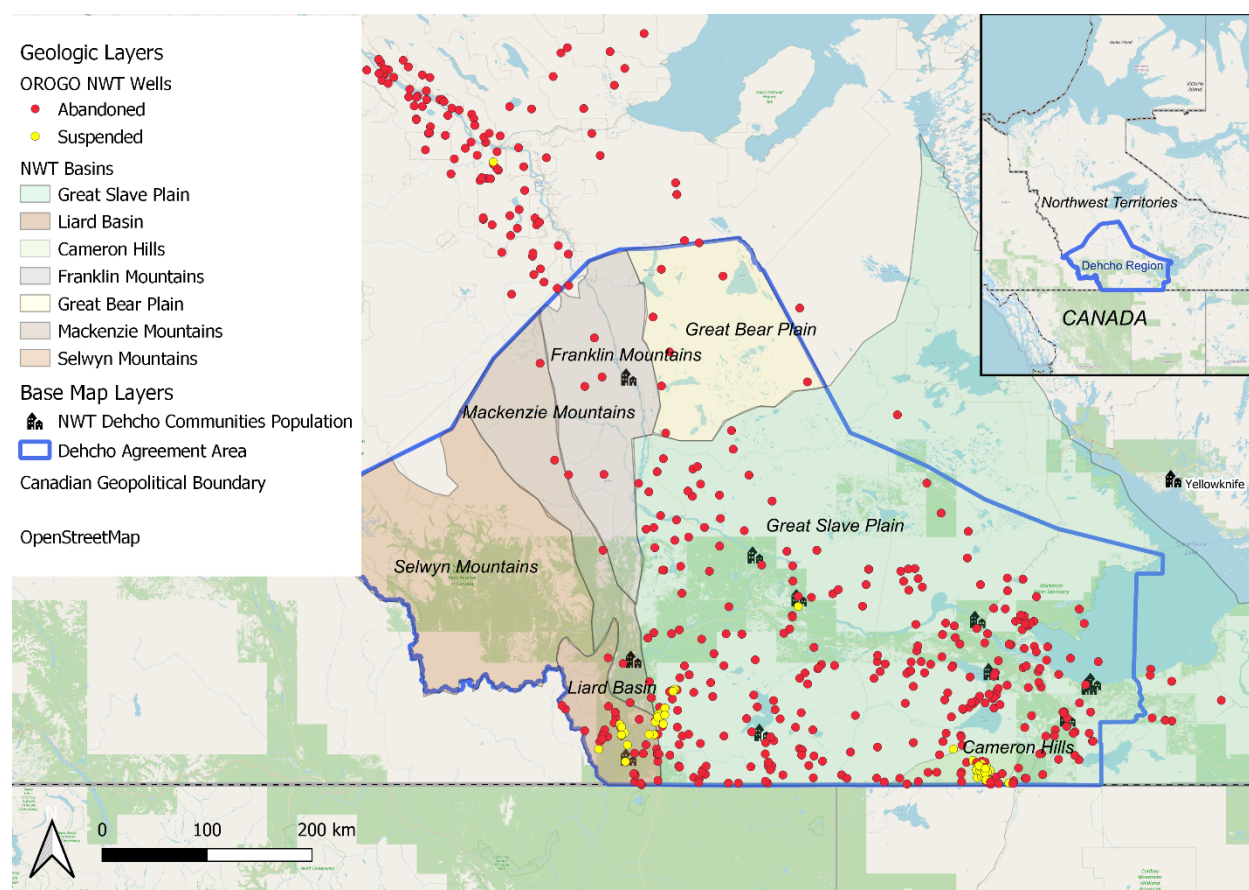 Geologic Layers
OROGO NWT Wells
Abandoned
Suspended
NWT Basins
Great Slave Plain
Liard Basin
Cameron Hills
Franklin Mountains
Great Bear Plain
Mackenzie Mountains
Selwyn Mountains
Base Map Layers
NWT Dehcho Communities Population
Dehcho Agreement Area
Canadian Geopolitical Boundary
OpenStreetMap
Northwest Territories
Dehcho Region
CANADA
Great Bear Plain
Franklin Mountains
Mackenzie Mountains
Yellowknife
Great Slave Plain
Selwyn Mountains
Liard Basin
Cameron Hills
N
0 100 200 km